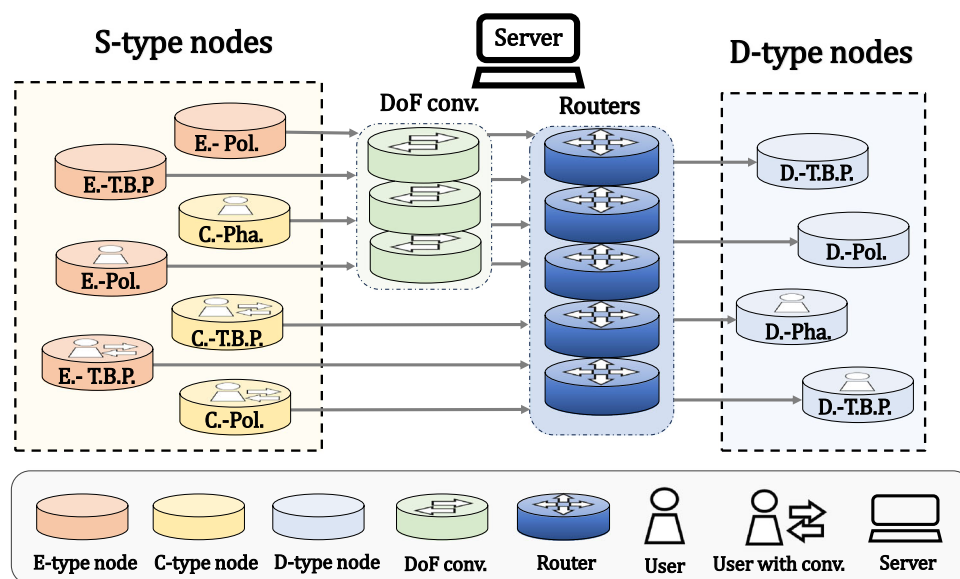 Server
S-type nodes
D-type nodes
DoF conv.
Routers
E.- Pol.
E.-T.B.P
C.-Pha.
E.-Pol.
C.-T.B.P.
E.- T.B.P.
C.-Pol.
D.-T.B.P.
D.-Pol.
D.-Pha.
D.-T.B.P.
E-type node
C-type node
D-type node
DoF conv.
Router
User
User with conv.
Server